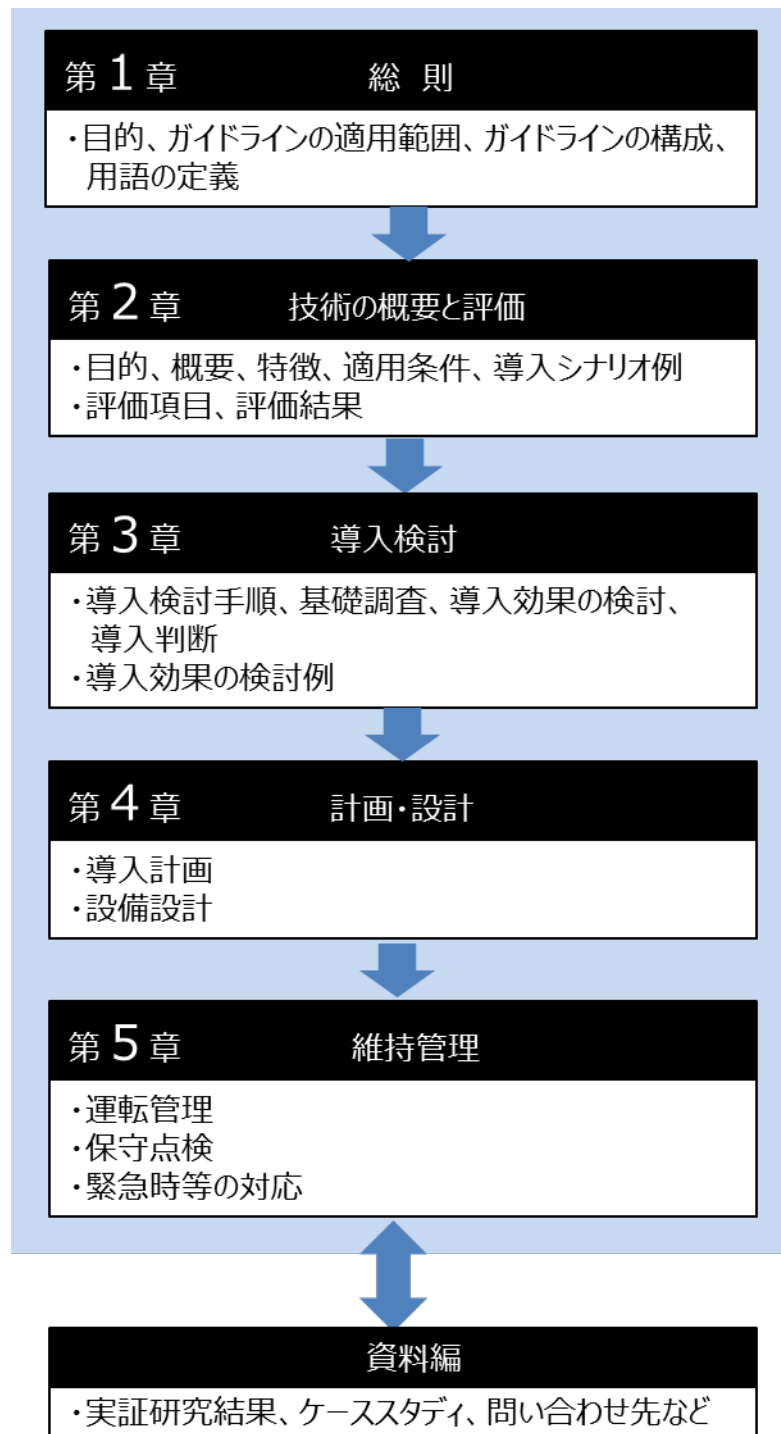 第1章 総 則
・目的、ガイドラインの適用範囲、ガイドラインの構成、
用語の定義
第2章 技術の概要と評価
・目的、概要、特徴、適用条件、導入シナリオ例
・評価項目、評価結果
第3章 導入検討
・導入検討手順、基礎調査、導入効果の検討、
導入判断
・導入効果の検討例
第4章 計画・設計
・導入計画
・設備設計
第5章 維持管理
・運転管理
・保守点検
・緊急時等の対応
資料編
・実証研究結果、ケーススタディ、問い合わせ先など